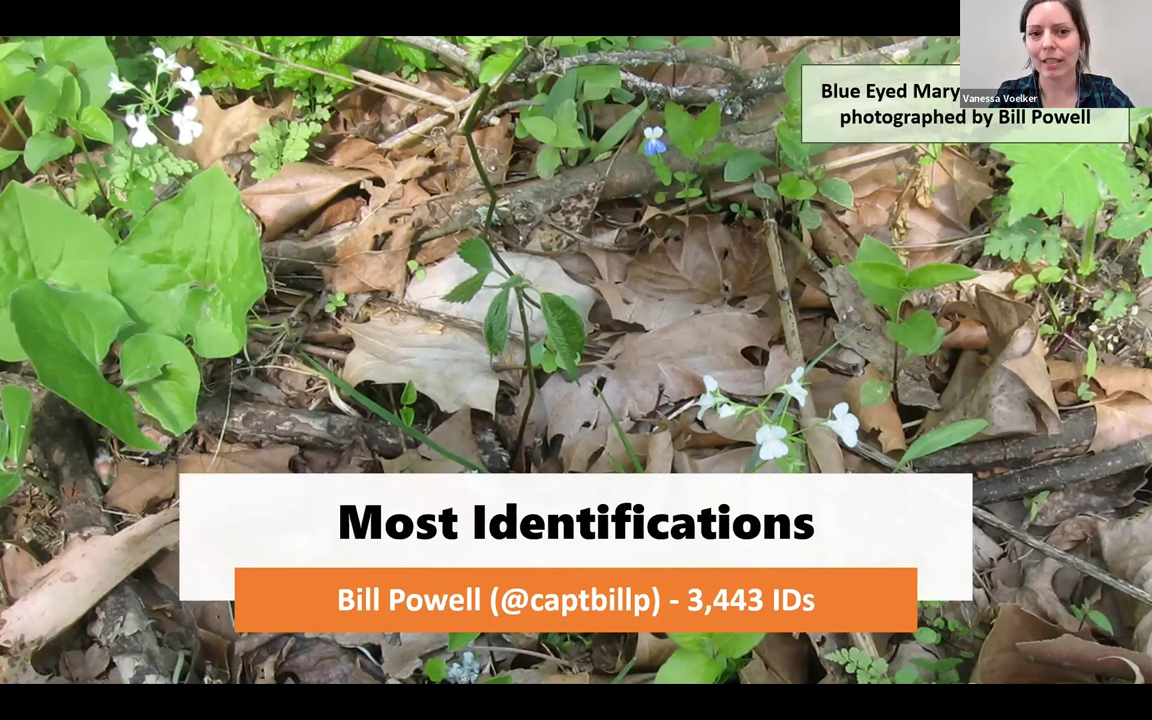 Blue Eyed Mary
photographed by Bill Powell
Vanessa Voelker
Most Identifications
Bill Powell (@captbillp) - 3,443 IDs